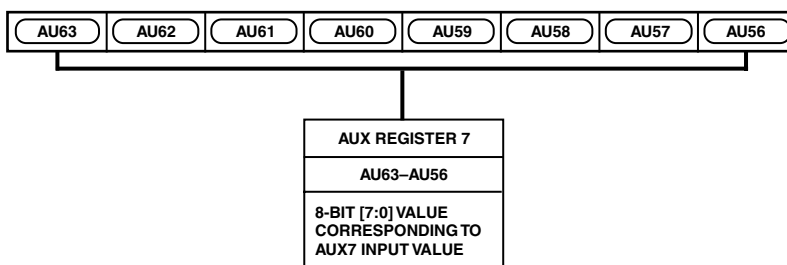 AU63 AU62 AU61 AU60 AU59 AU58 AU57 AU56
AUX REGISTER 7
AU63–AU56
8-BIT [7:0] VALUE
CORRESPONDING TO
AUX7 INPUT VALUE